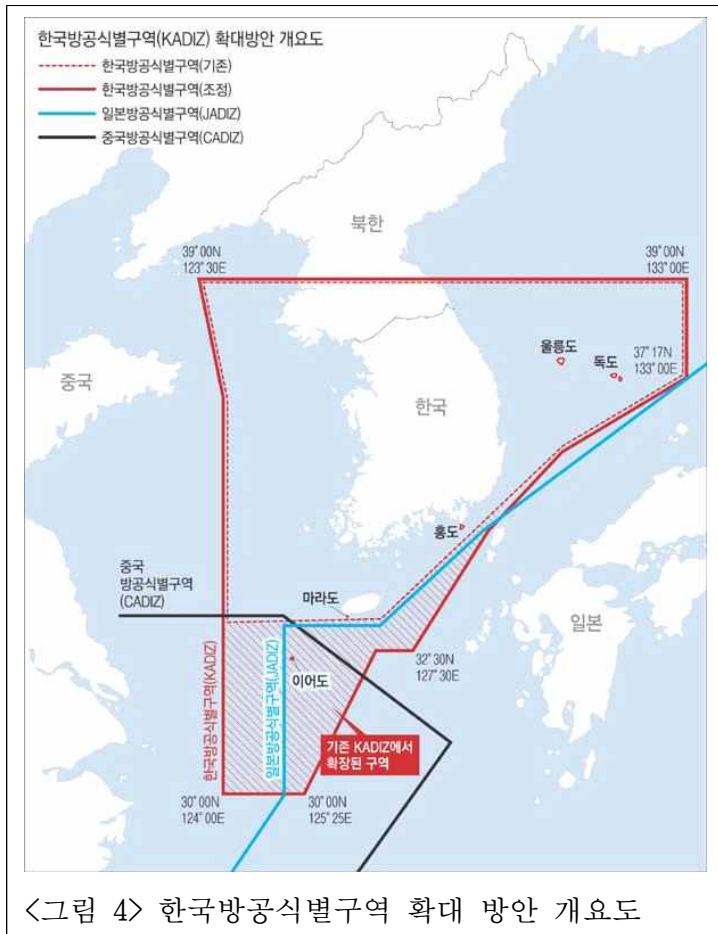 한국방공식별구역(KADIZ) 확대방안 개요도
한국방공식별구역(기존)
한국방공식별구역(조정)
일본방공식별구역(JADIZ)
중국방공식별구역(CADIZ)
북한
39° 00N
123° 30E
39° 00N
133° 00E
울릉도
독도
37° 17N
133° 00E
중국
한국
홍도
중국
방공식별구역
(CADIZ)
마라도
일본
한국방공식별구역(KADIZ)
일본방공식별구역(JADIZ)
이어도
32° 30N
127° 30E
기존 KADIZ에서
확장된 구역
30° 00N
124° 00E
30° 00N
125° 25E
<그림 4> 한국방공식별구역 확대 방안 개요도